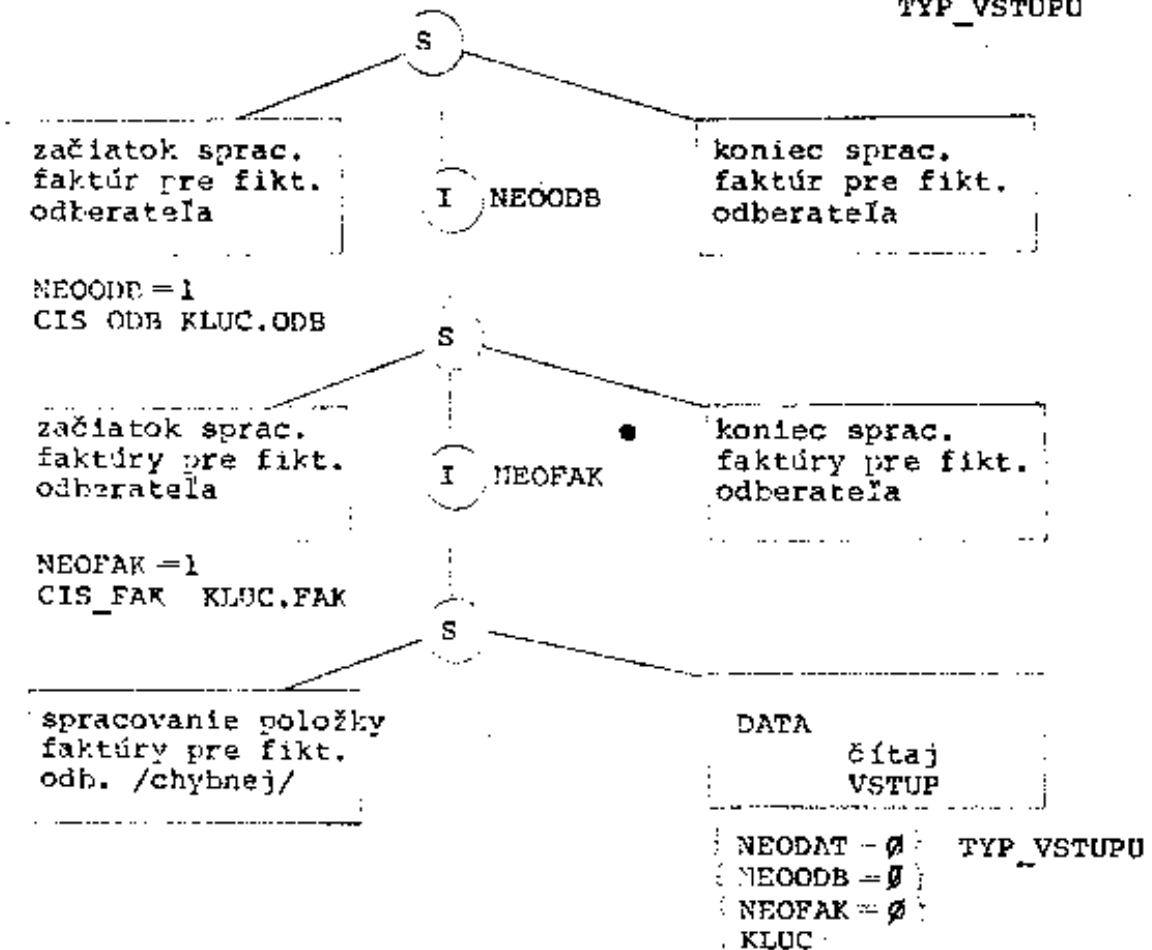 TYP_VSTUPU
S
začiatok sprac.
faktúr pre fikt.
odberateľa
I NEOODB
koniec sprac.
faktúr pre fikt.
odberateľa
NEOODB = 1
CIS ODB KLUC.ODB
S
začiatok sprac.
faktúry pre fikt.
odberateľa
I NEOFAK
koniec sprac.
faktúry pre fikt.
odberateľa
NEOFAK = 1
CIS_FAK KLUC.FAK
S
spracovanie položky
faktúry pre fikt.
odb. /chybnej/
DATA
čítaj
VSTUP
NEODAT = Ø TYP_VSTUPU
NEOODB = Ø
NEOFAK = Ø
KLUC